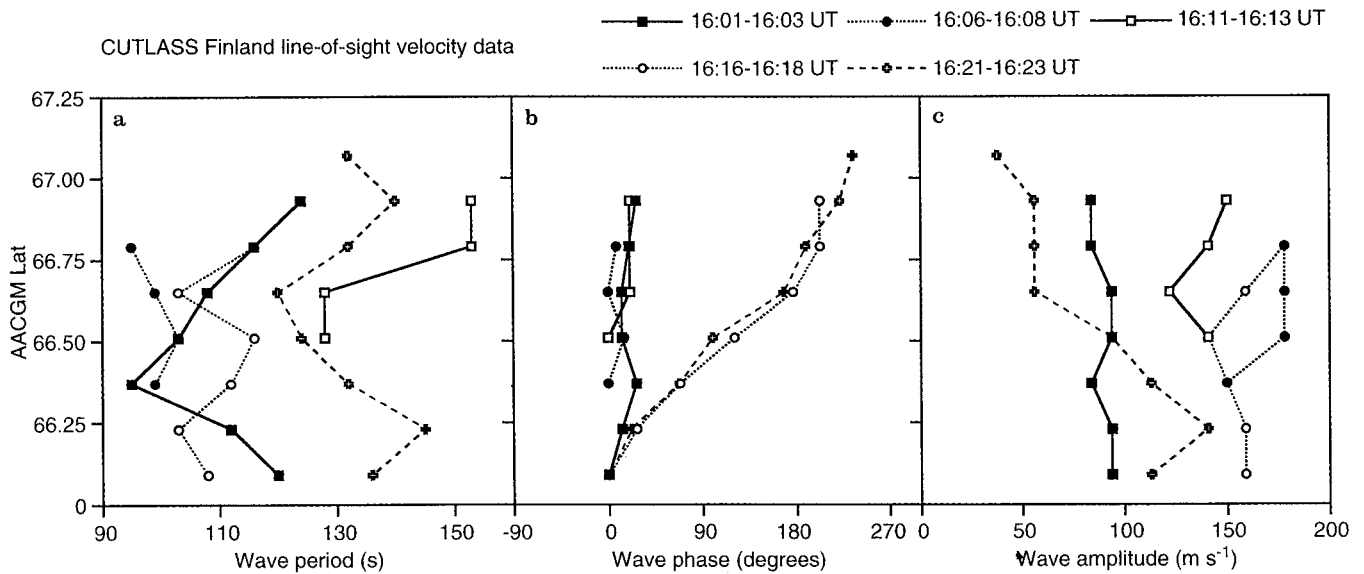 16:01-16:03 UT 16:06-16:08 UT 16:11-16:13 UT
CUTLASS Finland line-of-sight velocity data
16:16-16:18 UT 16:21-16:23 UT
67.25
67.00
66.75
66.50
66.25
0
AACGM Lat
a
b
c
90 110 130 150 -90 0 90 180 270 0 50 100 150 200
Wave period (s) Wave phase (degrees) Wave amplitude (m s⁻¹)